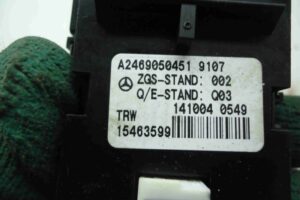 A2469050451 9107
ZGS-STAND: 002
Q/E-STAND: Q03
141004 0549
TRW
15463599